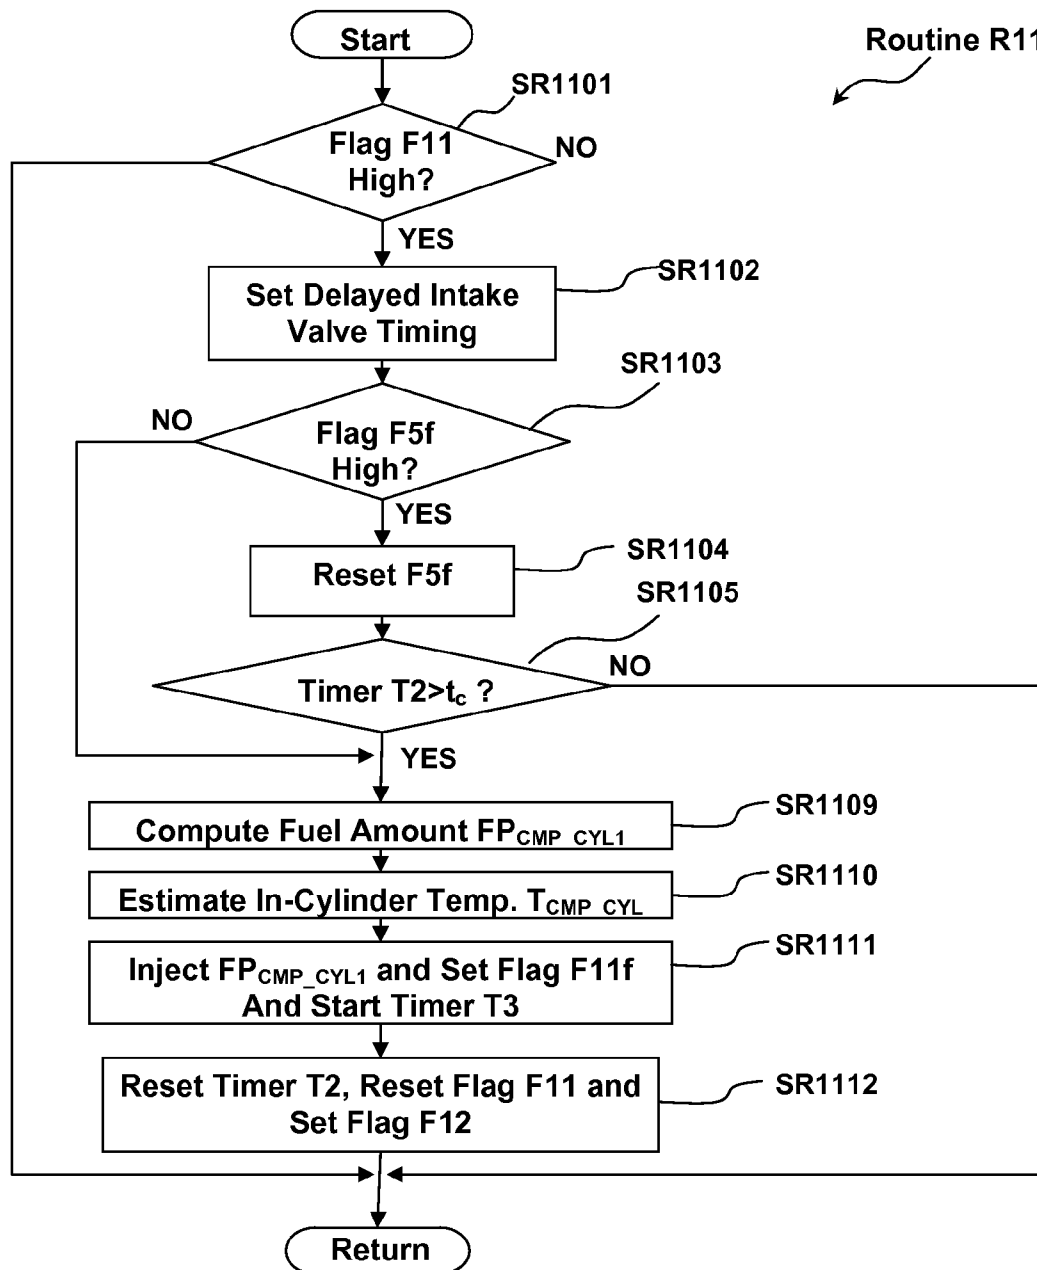 Start
Routine R11
SR1101
Flag F11
High?
NO
YES
SR1102
Set Delayed Intake
Valve Timing
SR1103
NO
Flag F5f
High?
YES
SR1104
Reset F5f
SR1105
NO
Timer T2>tc ?
YES
SR1109
Compute Fuel Amount FPCMP_CYL1
SR1110
Estimate In-Cylinder Temp. TCMP_CYL
SR1111
Inject FPCMP_CYL1 and Set Flag F11f
And Start Timer T3
Reset Timer T2, Reset Flag F11 and
Set Flag F12
SR1112
Return